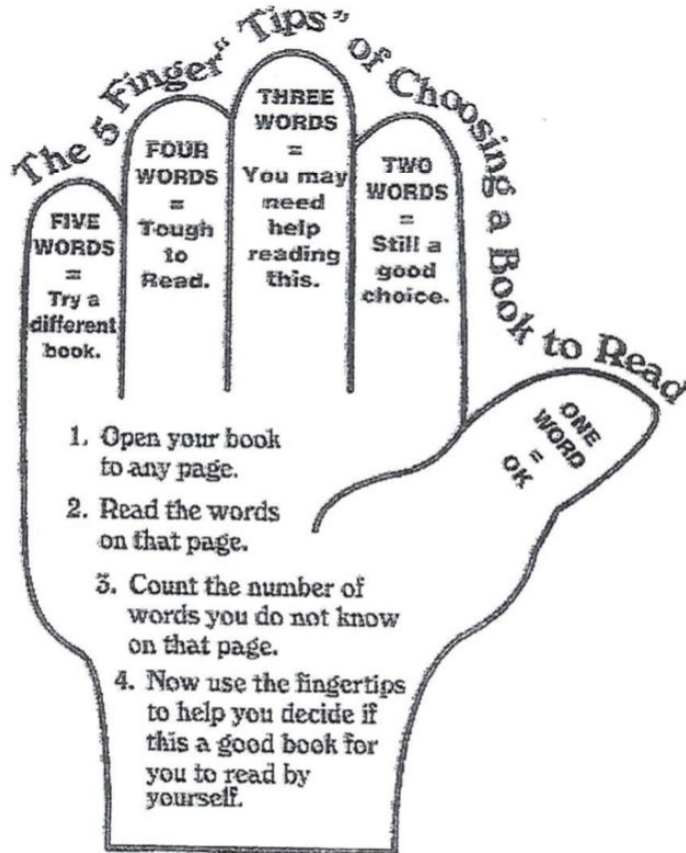 The 5 Finger "Tips" of Choosing a Book to Read
FIVE
WORDS
=
Try a
different
book.
FOUR
WORDS
=
Tough
to
Read.
THREE
WORDS
=
You may
need
help
reading
this.
TWO
WORDS
=
Still a
good
choice.
ONE
WORD
=
OK
1. Open your book
to any page.
2. Read the words
on that page.
3. Count the number of
words you do not know
on that page.
4. Now use the fingertips
to help you decide if
this a good book for
you to read by
yourself.